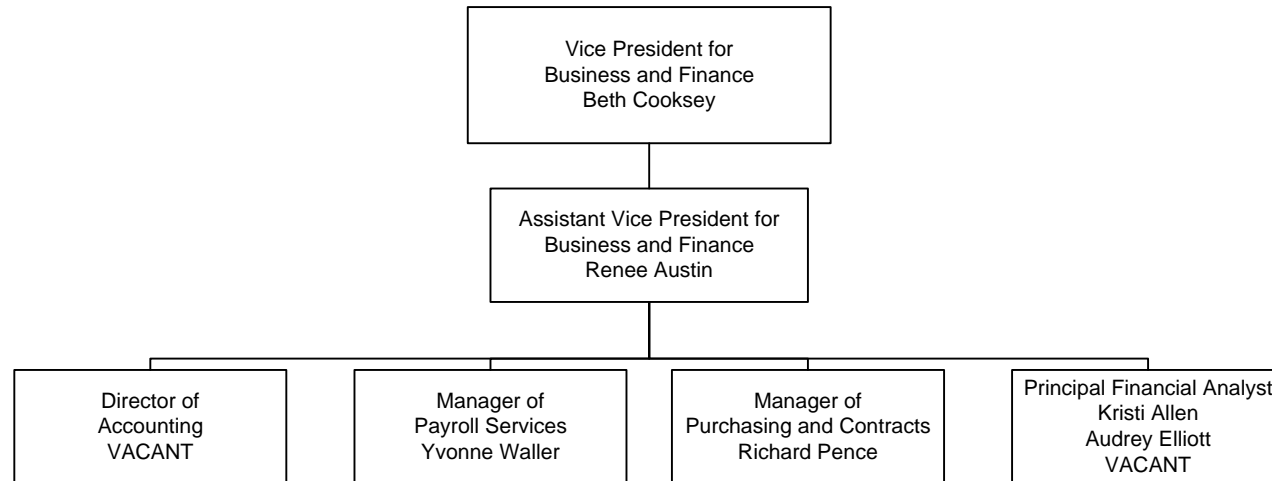 Vice President for
Business and Finance
Beth Cooksey
Assistant Vice President for
Business and Finance
Renee Austin
Director of
Accounting
VACANT
Manager of
Payroll Services
Yvonne Waller
Manager of
Purchasing and Contracts
Richard Pence
Principal Financial Analyst
Kristi Allen
Audrey Elliott
VACANT